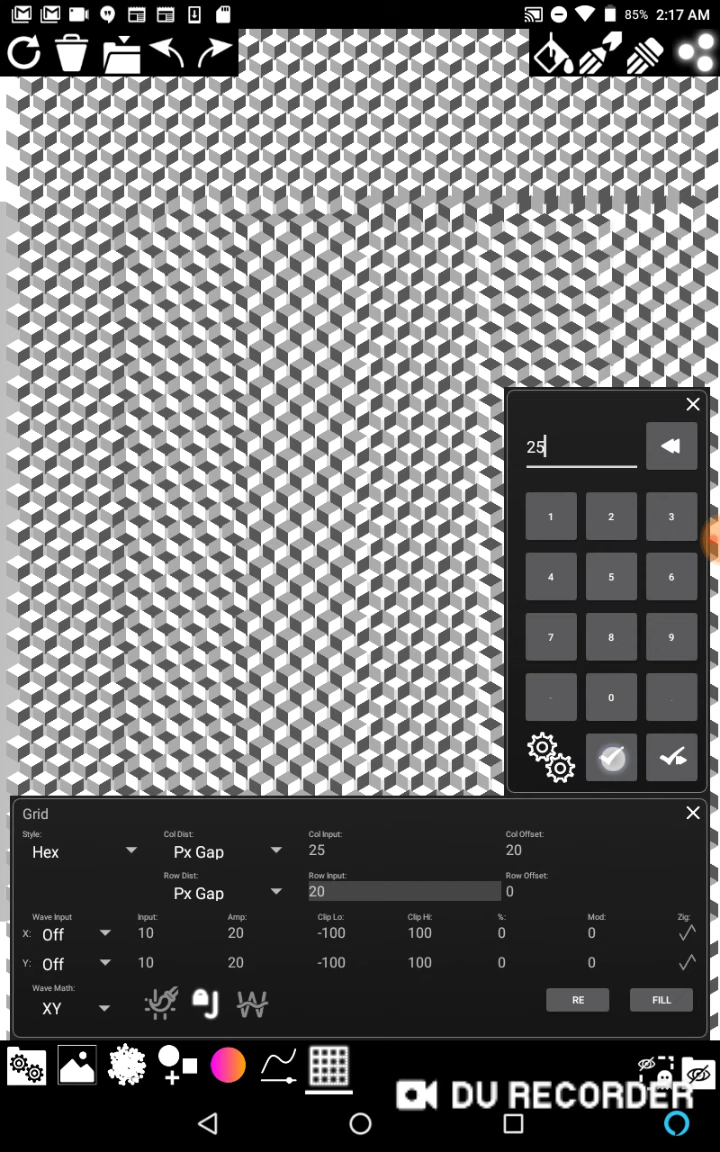 85% 2:17 AM
25
1 2 3
4 5 6
7 8 9
- 0 .
Grid
Style: Col Dist: Col Input: Col Offset:
Hex Px Gap 25 20
Row Dist: Row Input: Row Offset:
Px Gap 20 0
Wave Input Input: Amp: Clip Lo: Clip Hi: %: Mod: Zig:
X: Off 10 20 -100 100 0 0
Y: Off 10 20 -100 100 0 0
Wave Math:
XY RE FILL
DU RECORDER